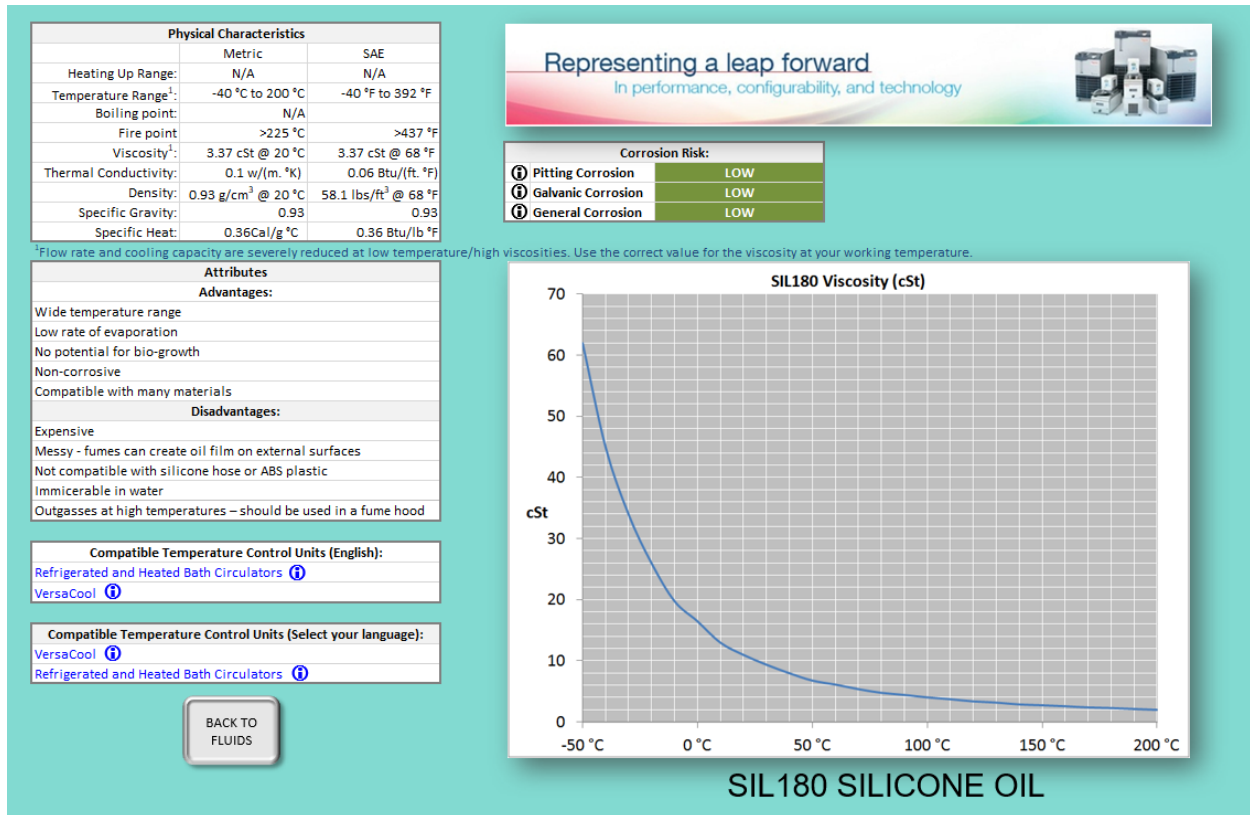 Physical Characteristics
Metric SAE
Heating Up Range: N/A N/A
Temperature Range¹: -40 °C to 200 °C -40 °F to 392 °F
Boiling point: N/A
Fire point >225 °C >437 °F
Viscosity¹: 3.37 cSt @ 20 °C 3.37 cSt @ 68 °F
Thermal Conductivity: 0.1 w/(m. °K) 0.06 Btu/(ft. °F)
Density: 0.93 g/cm³ @ 20 °C 58.1 lbs/ft³ @ 68 °F
Specific Gravity: 0.93 0.93
Specific Heat: 0.36Cal/g °C 0.36 Btu/lb °F
Representing a leap forward
In performance, configurability, and technology
Corrosion Risk:
Pitting Corrosion LOW
Galvanic Corrosion LOW
General Corrosion LOW
¹Flow rate and cooling capacity are severely reduced at low temperature/high viscosities. Use the correct value for the viscosity at your working temperature.
Attributes
Advantages:
Wide temperature range
Low rate of evaporation
No potential for bio-growth
Non-corrosive
Compatible with many materials
Disadvantages:
Expensive
Messy - fumes can create oil film on external surfaces
Not compatible with silicone hose or ABS plastic
Immicerable in water
Outgasses at high temperatures – should be used in a fume hood
Compatible Temperature Control Units (English):
Refrigerated and Heated Bath Circulators
VersaCool
Compatible Temperature Control Units (Select your language):
VersaCool
Refrigerated and Heated Bath Circulators
BACK TO
FLUIDS
SIL180 Viscosity (cSt)
70
60
50
40
cSt
30
20
10
0
-50 °C 0 °C 50 °C 100 °C 150 °C 200 °C
SIL180 SILICONE OIL